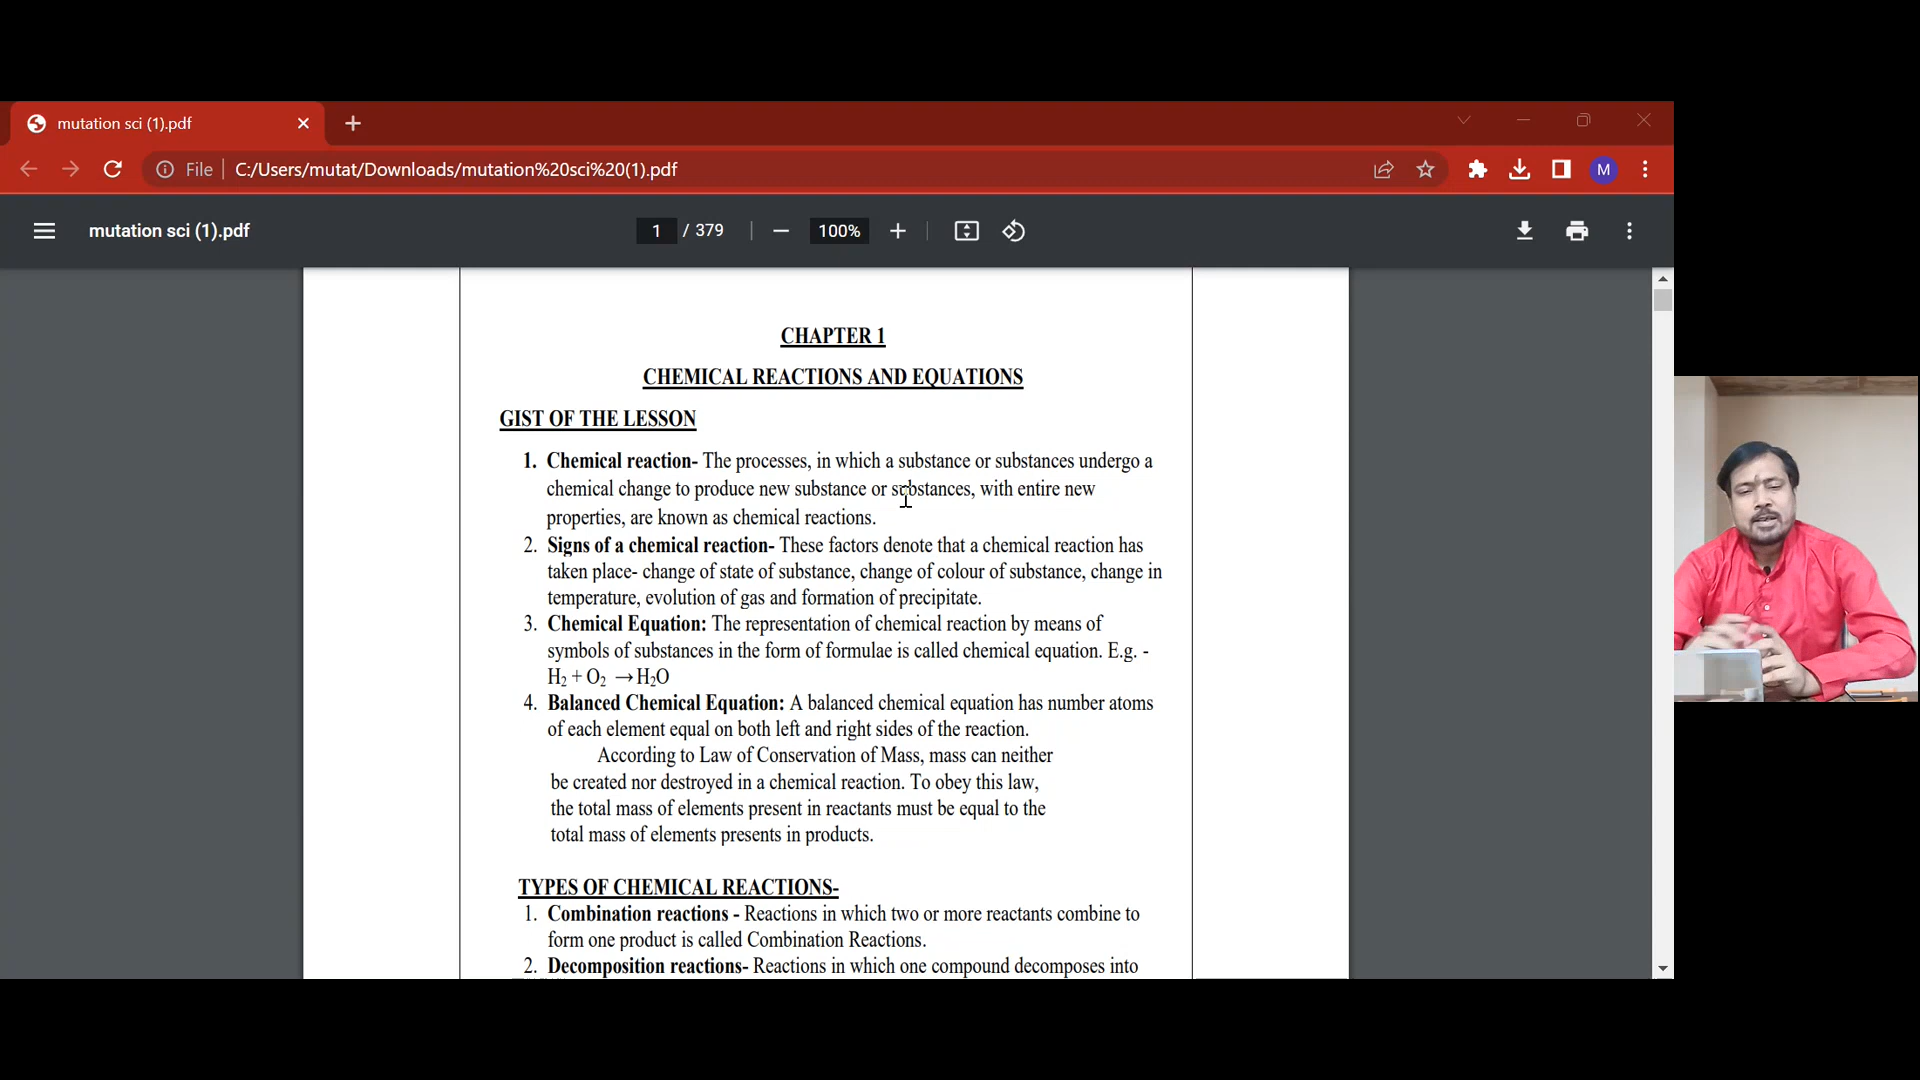 mutation sci (1).pdf
File
C:/Users/mutat/Downloads/mutation%20sci%20(1).pdf
M
mutation sci (1).pdf
1 / 379
100%
CHAPTER 1
CHEMICAL REACTIONS AND EQUATIONS
GIST OF THE LESSON
1. Chemical reaction- The processes, in which a substance or substances undergo a
chemical change to produce new substance or substances, with entire new
properties, are known as chemical reactions.
2. Signs of a chemical reaction- These factors denote that a chemical reaction has
taken place- change of state of substance, change of colour of substance, change in
temperature, evolution of gas and formation of precipitate.
3. Chemical Equation: The representation of chemical reaction by means of
symbols of substances in the form of formulae is called chemical equation. E.g. -
H₂ + O₂ →H₂O
4. Balanced Chemical Equation: A balanced chemical equation has number atoms
of each element equal on both left and right sides of the reaction.
According to Law of Conservation of Mass, mass can neither
be created nor destroyed in a chemical reaction. To obey this law,
the total mass of elements present in reactants must be equal to the
total mass of elements presents in products.
TYPES OF CHEMICAL REACTIONS-
1. Combination reactions - Reactions in which two or more reactants combine to
form one product is called Combination Reactions.
2. Decomposition reactions- Reactions in which one compound decomposes into